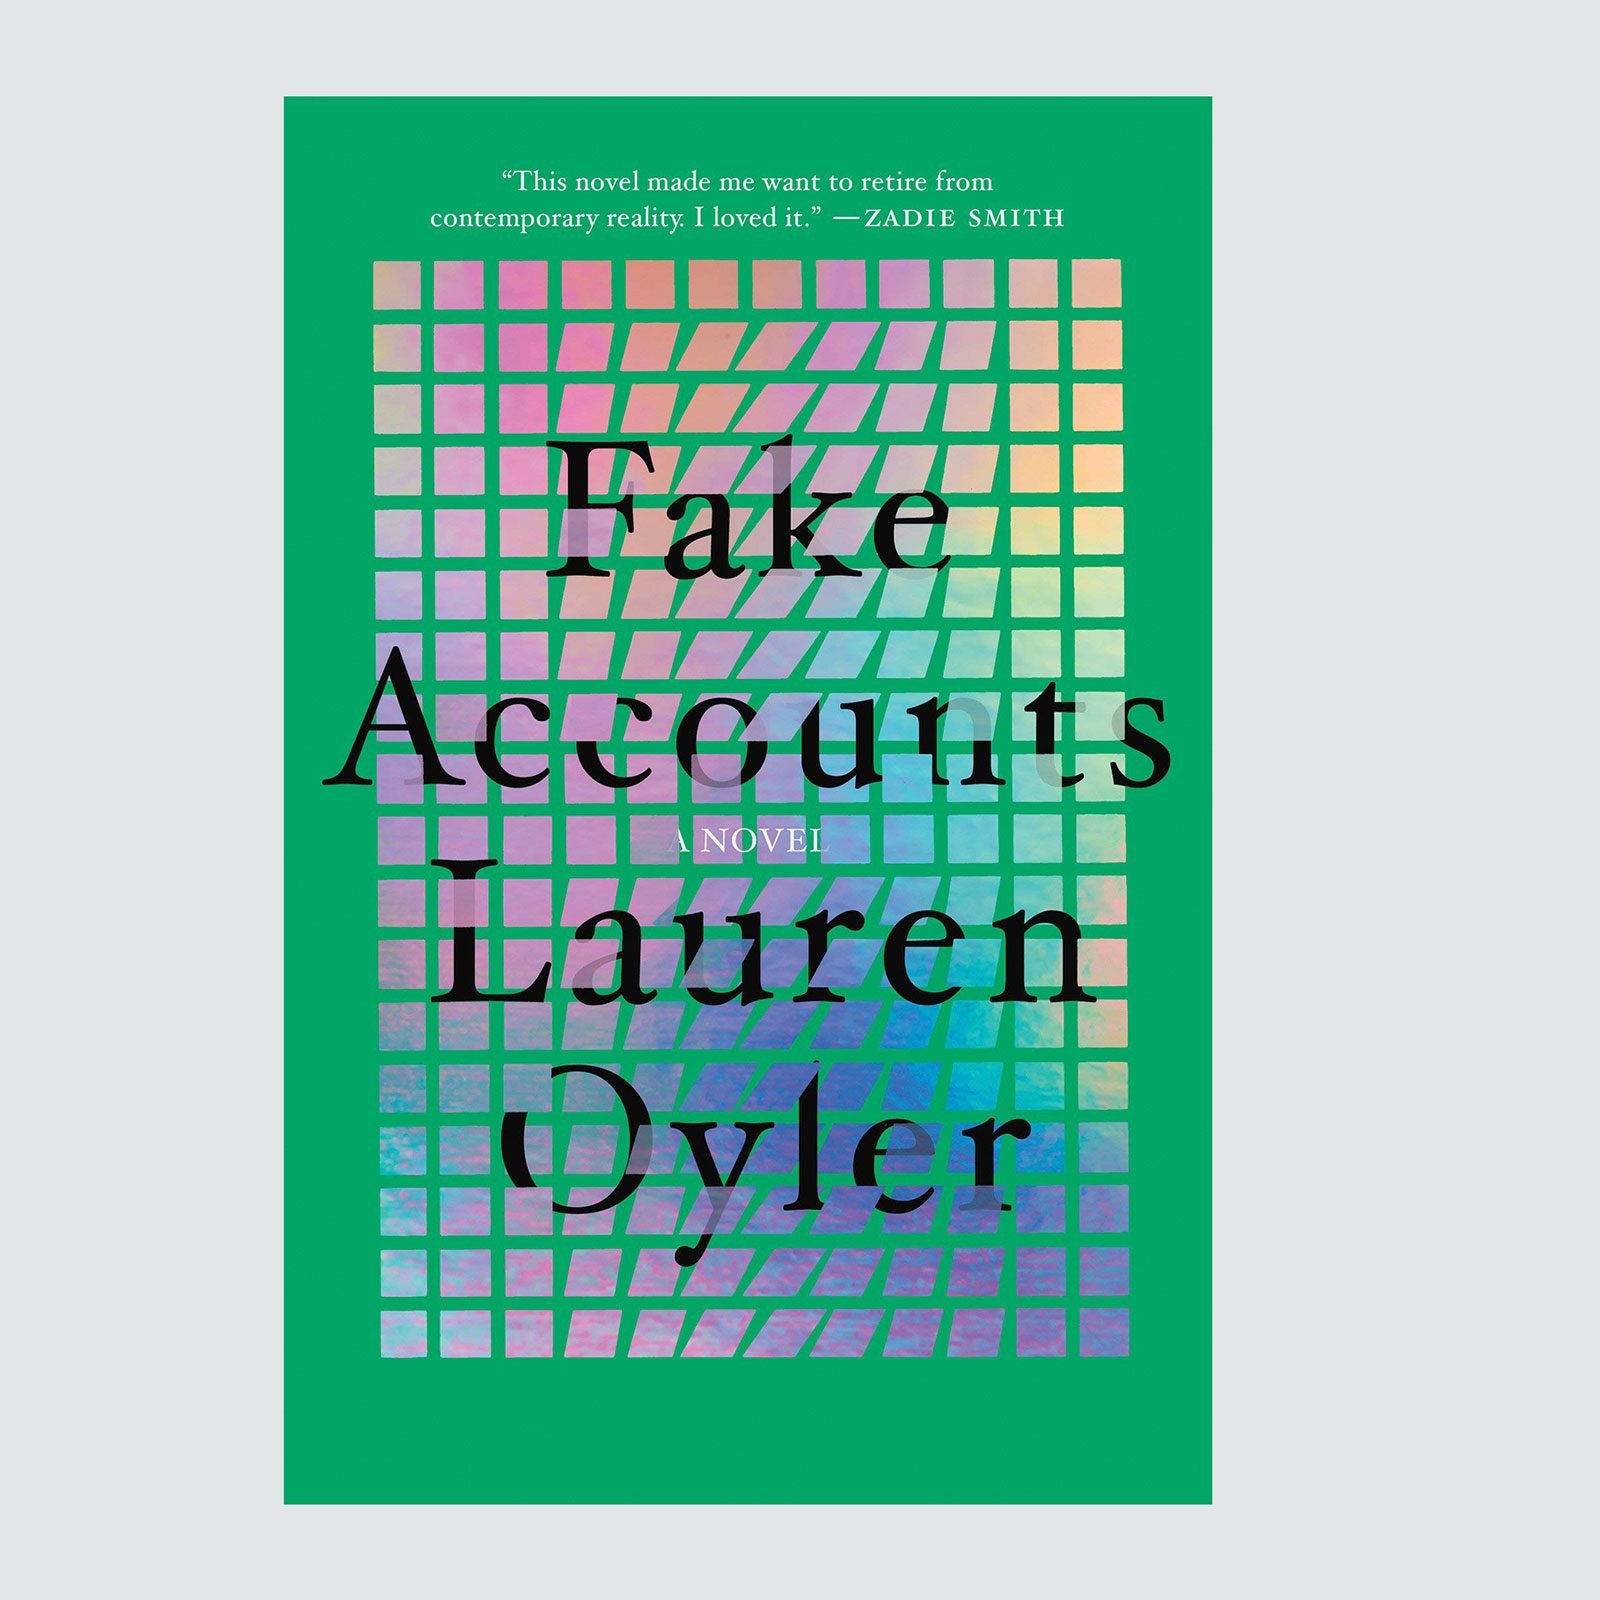 “This novel made me want to retire from
contemporary reality. I loved it.” —ZADIE SMITH
Fake
Accounts
A NOVEL
Lauren
Oyler